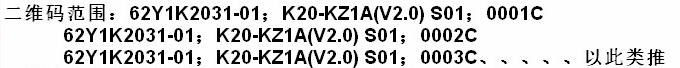 二维码范围：62Y1K2031-01；K20-KZ1A(V2.0) S01；0001C
62Y1K2031-01；K20-KZ1A(V2.0) S01；0002C
62Y1K2031-01；K20-KZ1A(V2.0) S01；0003C、、、、、以此类推